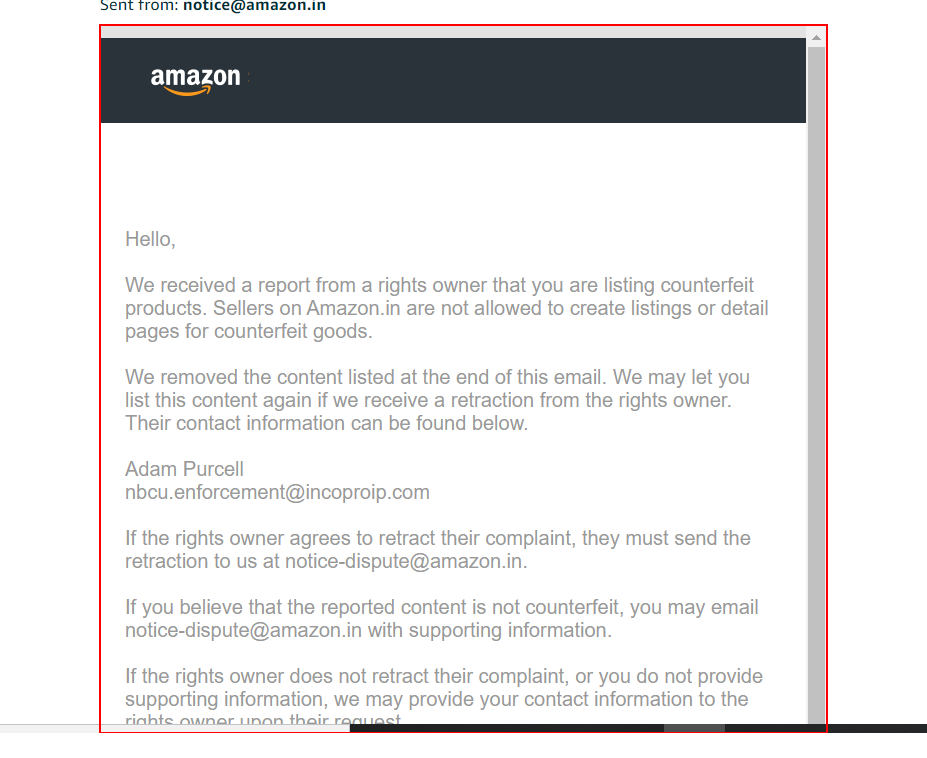 Sent from: notice@amazon.in
amazon
Hello,
We received a report from a rights owner that you are listing counterfeit
products. Sellers on Amazon.in are not allowed to create listings or detail
pages for counterfeit goods.
We removed the content listed at the end of this email. We may let you
list this content again if we receive a retraction from the rights owner.
Their contact information can be found below.
Adam Purcell
nbcu.enforcement@incoproip.com
If the rights owner agrees to retract their complaint, they must send the
retraction to us at notice-dispute@amazon.in.
If you believe that the reported content is not counterfeit, you may email
notice-dispute@amazon.in with supporting information.
If the rights owner does not retract their complaint, or you do not provide
supporting information, we may provide your contact information to the
rights owner upon their request